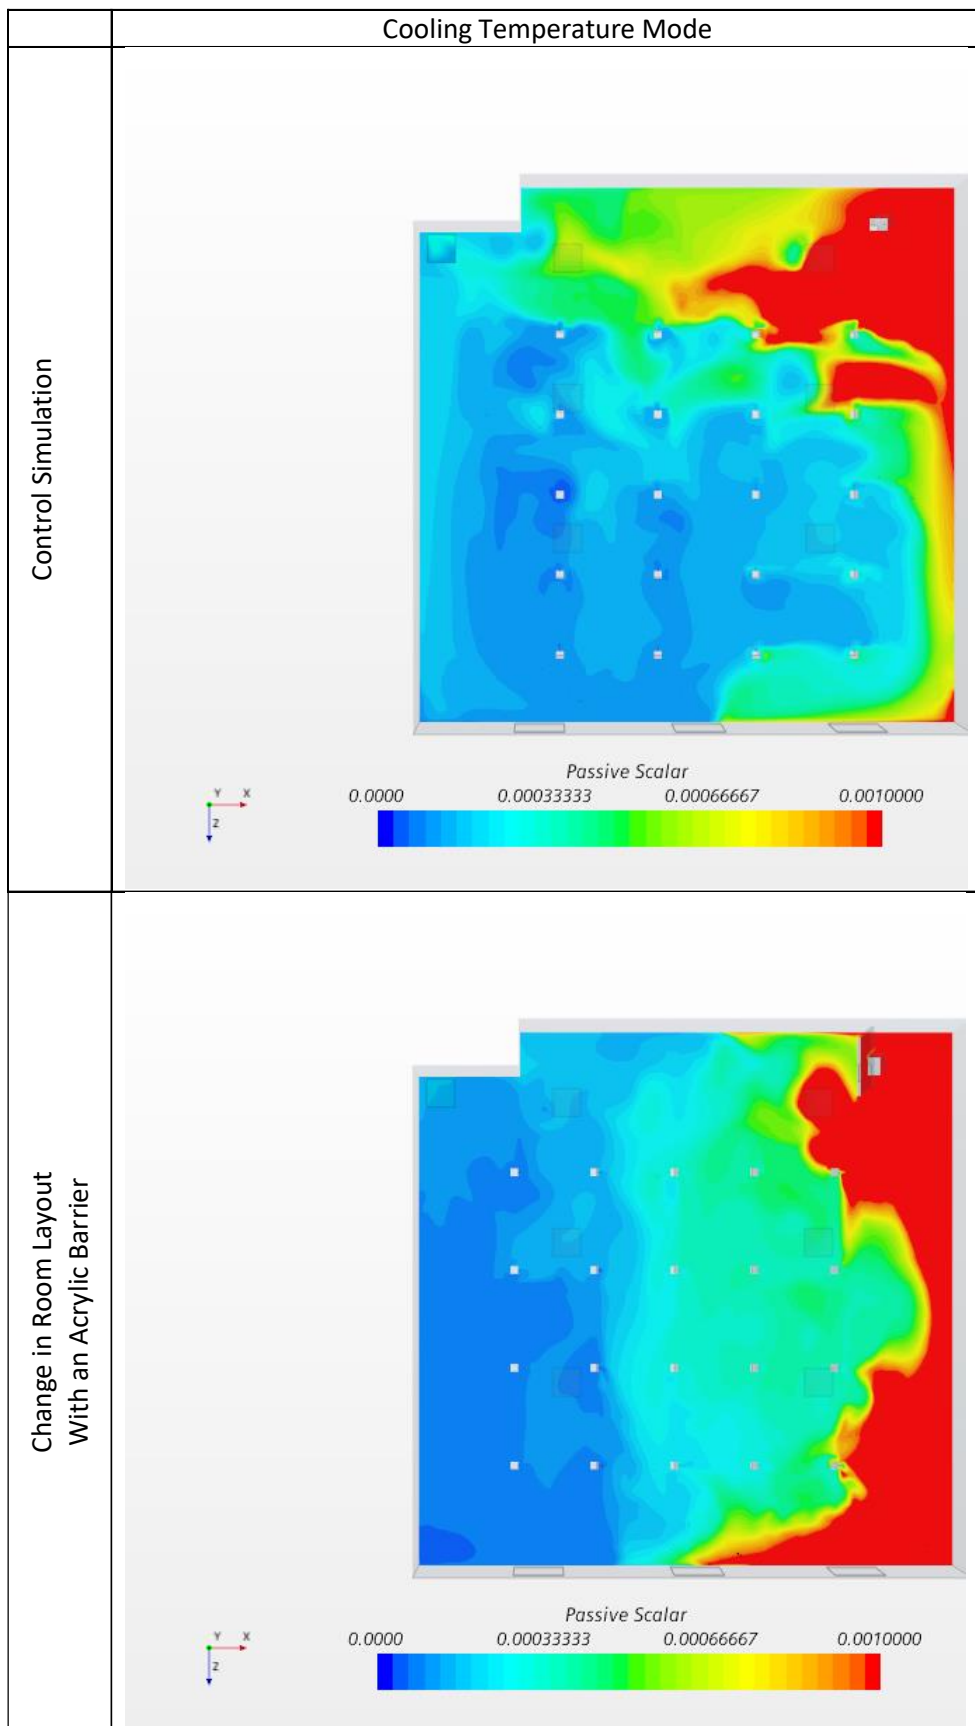 Cooling Temperature Mode
Control Simulation
Passive Scalar
0.0000 0.00033333 0.00066667 0.0010000
Y X
Z
Change in Room Layout
With an Acrylic Barrier
Passive Scalar
0.0000 0.00033333 0.00066667 0.0010000
Y X
Z